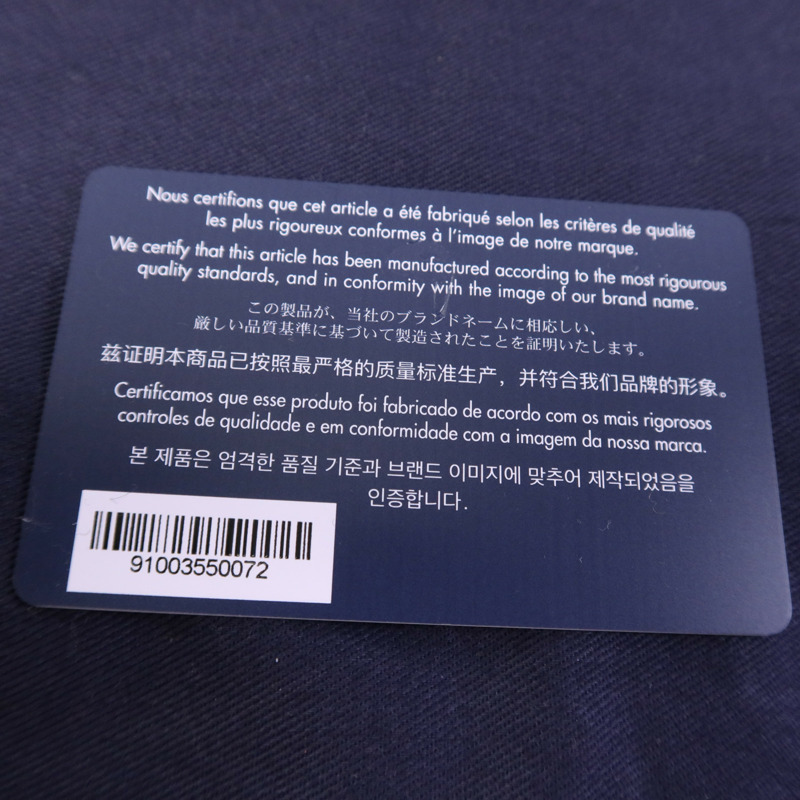 Nous certifions que cet article a été fabriqué selon les critères de qualité
les plus rigoureux conformes à l'image de notre marque.
We certify that this article has been manufactured according to the most rigourous
quality standards, and in conformity with the image of our brand name.
この製品が、当社のブランドネームに相応しい、
厳しい品質基準に基づいて製造されたことを証明いたします。
兹证明本商品已按照最严格的质量标准生产，并符合我们品牌的形象。
Certificamos que esse produto foi fabricado de acordo com os mais rigorosos
controles de qualidade e em conformidade com a imagem da nossa marca.
본 제품은 엄격한 품질 기준과 브랜드 이미지에 맞추어 제작되었음을
인증합니다.
91003550072